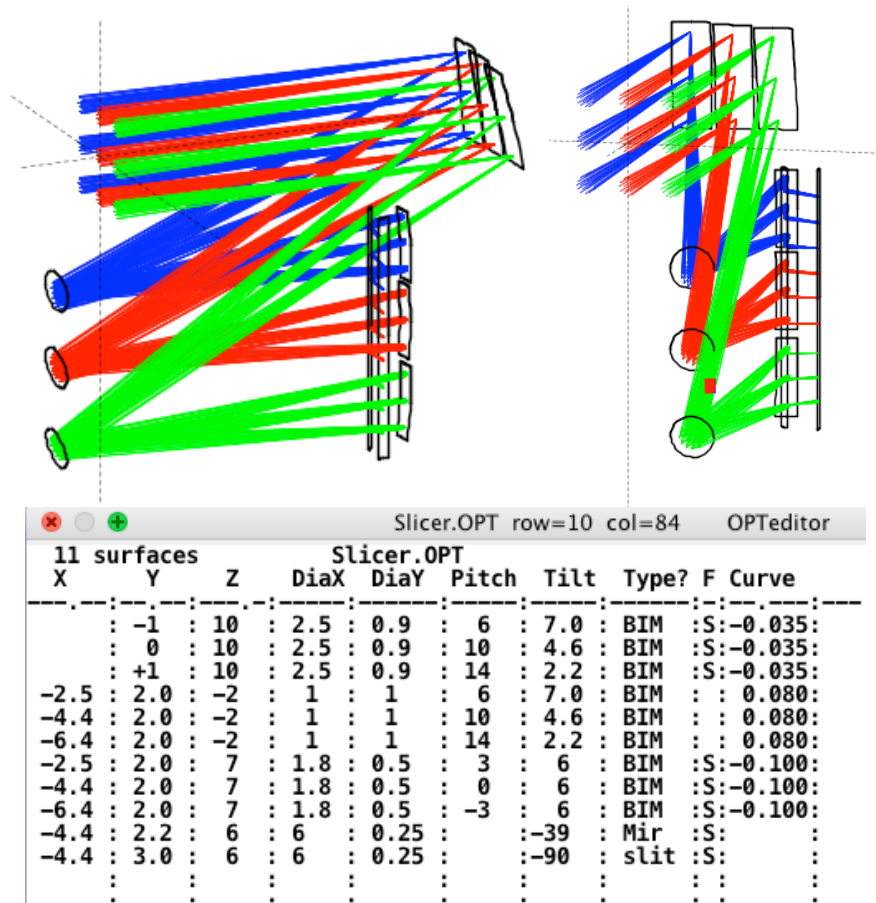 Slicer.OPT row=10 col=84 OPTeditor
11 surfaces Slicer.OPT
X Y Z DiaX DiaY Pitch Tilt Type? F Curve
---.--:--.--:---.-:-----:------:-----:-----:------:-:--.---:---
: −1 : 10 : 2.5 : 0.9 : 6 : 7.0 : BIM :S:−0.035:
: 0 : 10 : 2.5 : 0.9 : 10 : 4.6 : BIM :S:−0.035:
: +1 : 10 : 2.5 : 0.9 : 14 : 2.2 : BIM :S:−0.035:
−2.5 : 2.0 : −2 : 1 : 1 : 6 : 7.0 : BIM : : 0.080:
−4.4 : 2.0 : −2 : 1 : 1 : 10 : 4.6 : BIM : : 0.080:
−6.4 : 2.0 : −2 : 1 : 1 : 14 : 2.2 : BIM : : 0.080:
−2.5 : 2.0 : 7 : 1.8 : 0.5 : 3 : 6 : BIM :S:−0.100:
−4.4 : 2.0 : 7 : 1.8 : 0.5 : 0 : 6 : BIM :S:−0.100:
−6.4 : 2.0 : 7 : 1.8 : 0.5 : −3 : 6 : BIM :S:−0.100:
−4.4 : 2.2 : 6 : 6 : 0.25 : :−39 : Mir :S: :
−4.4 : 3.0 : 6 : 6 : 0.25 : :−90 : slit :S: :
: : : : : : : : : :